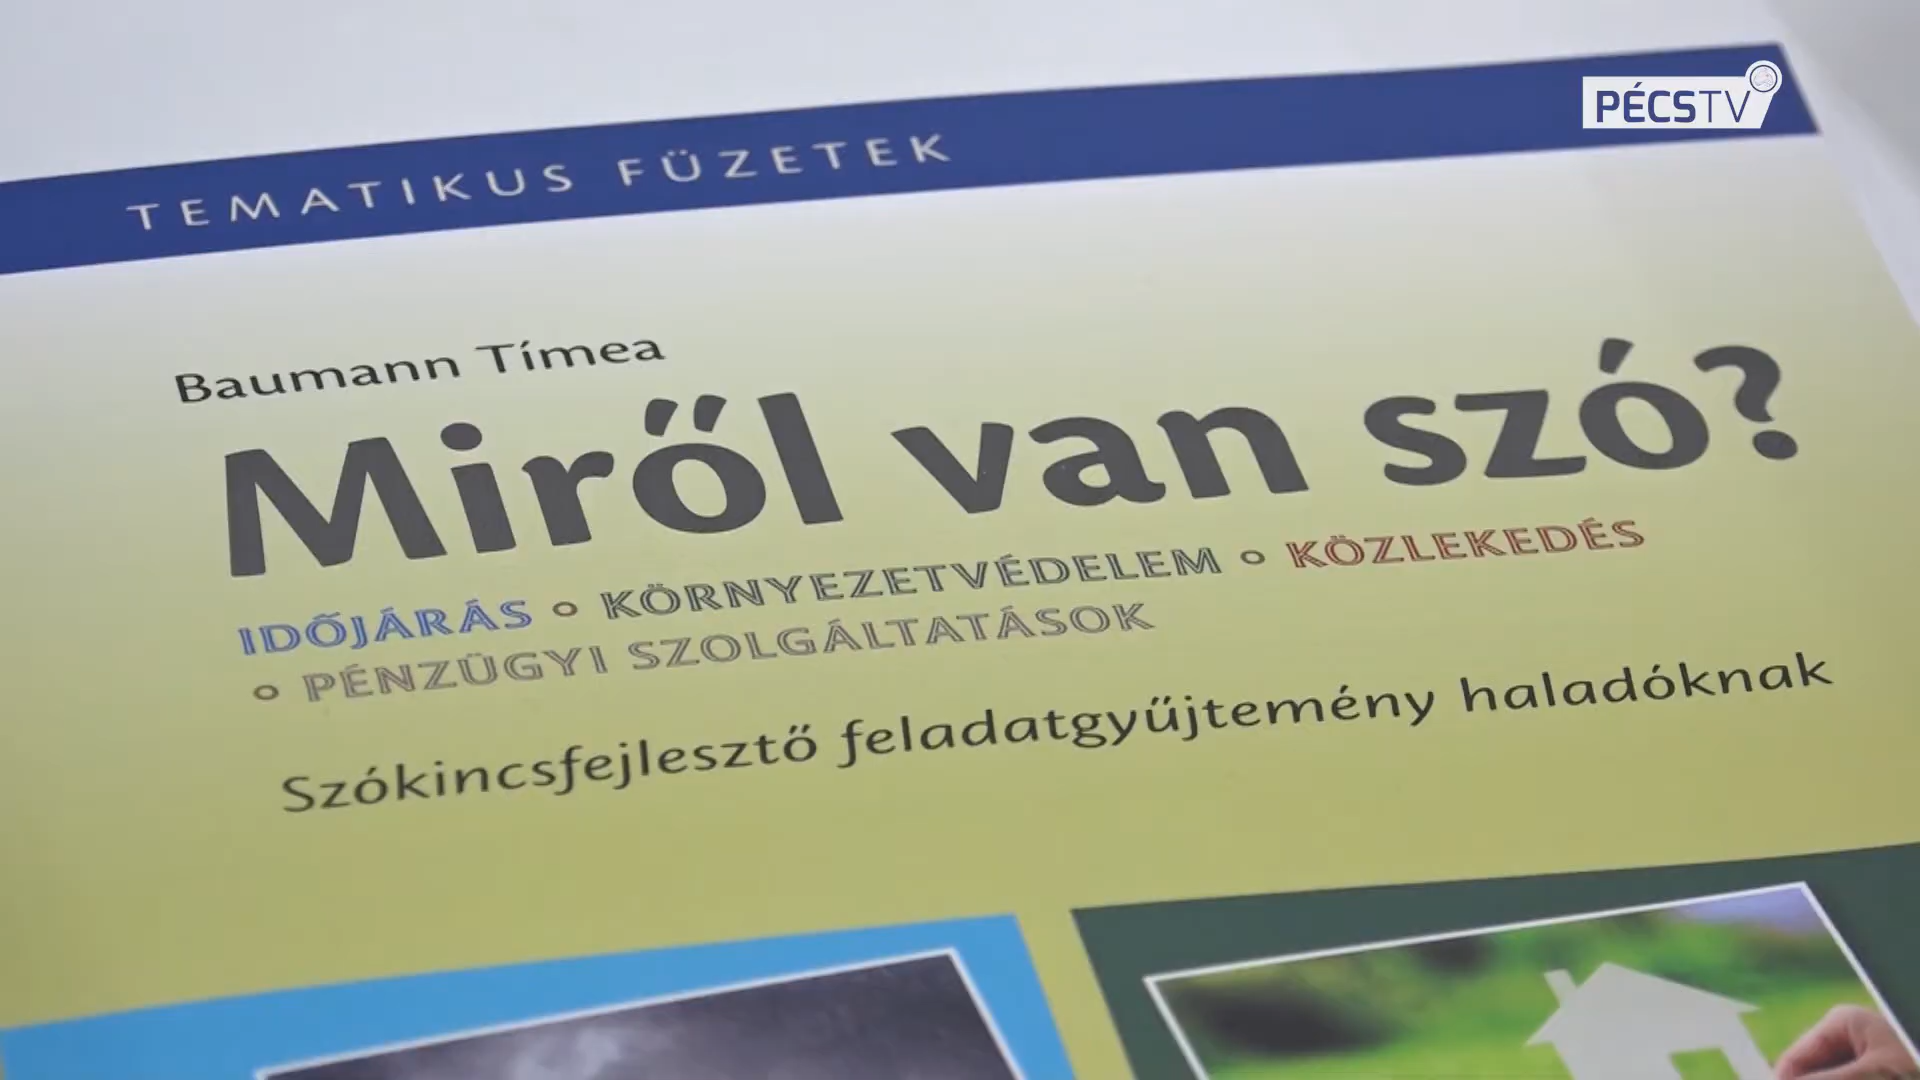 PÉCSTV
TEMATIKUS FÜZETEK
Baumann Tímea
Miről van szó?
IDŐJÁRÁS o KÖRNYEZETVÉDELEM o KÖZLEKEDÉS
o PÉNZÜGYI SZOLGÁLTATÁSOK
Szókincsfejlesztő feladatgyűjtemény haladóknak